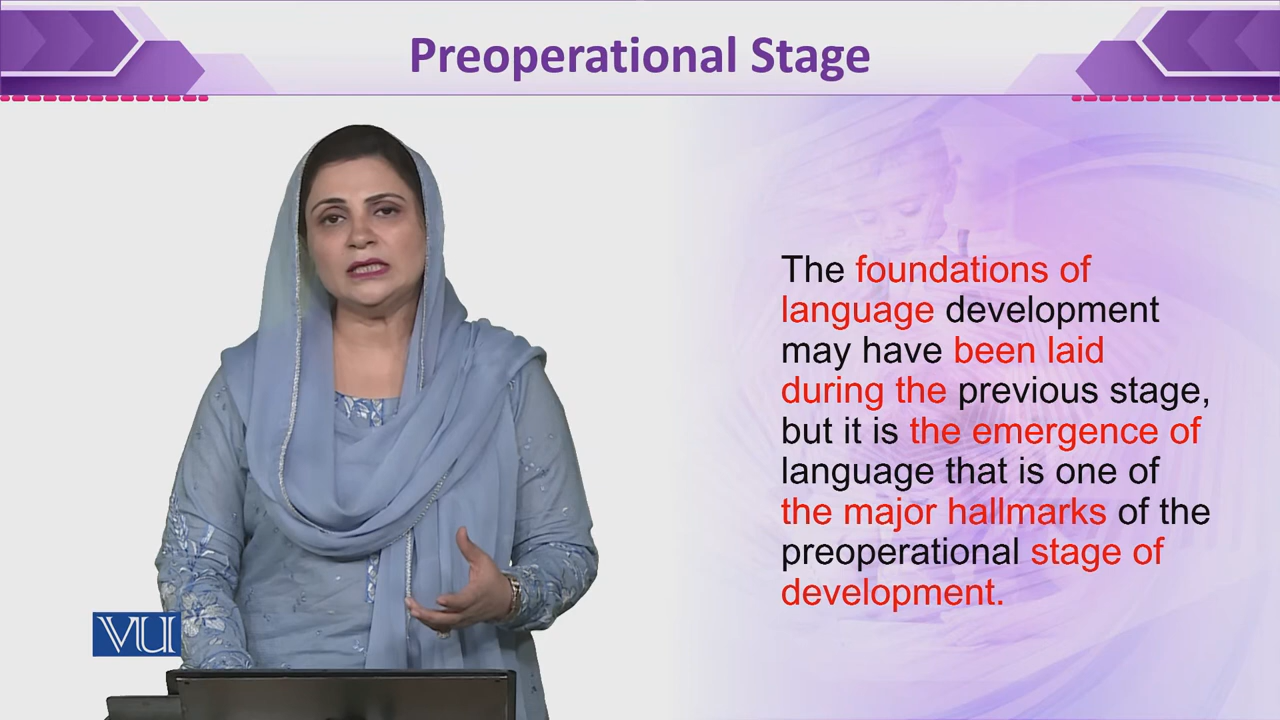 Preoperational Stage
The foundations of
language development
may have been laid
during the previous stage,
but it is the emergence of
language that is one of
the major hallmarks of the
preoperational stage of
development.
VU